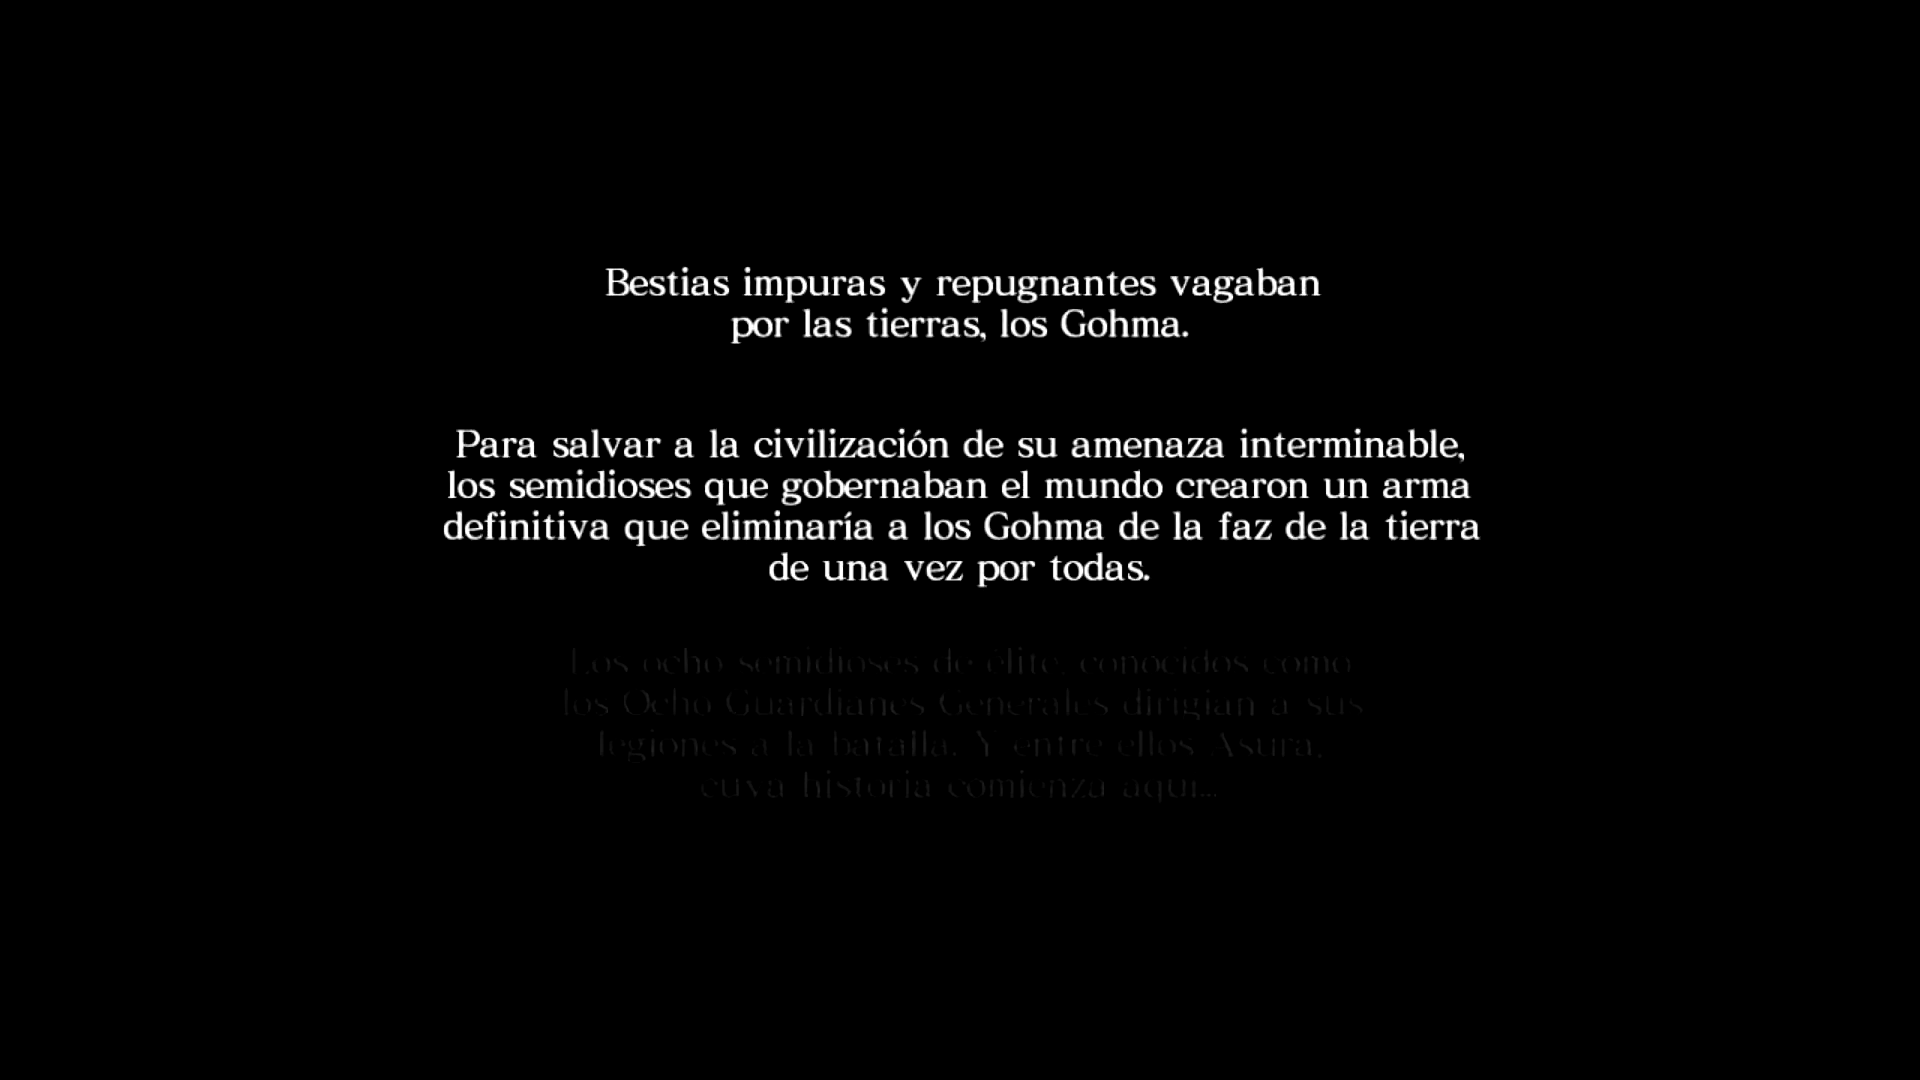 Bestias impuras y repugnantes vagaban
por las tierras, los Gohma.
Para salvar a la civilización de su amenaza interminable,
los semidioses que gobernaban el mundo crearon un arma
definitiva que eliminaría a los Gohma de la faz de la tierra
de una vez por todas.
Los ocho semidioses de élite, conocidos como
los Ocho Guardianes Generales dirigían a sus
legiones a la batalla. Y entre ellos Asura,
cuya historia comienza aquí...